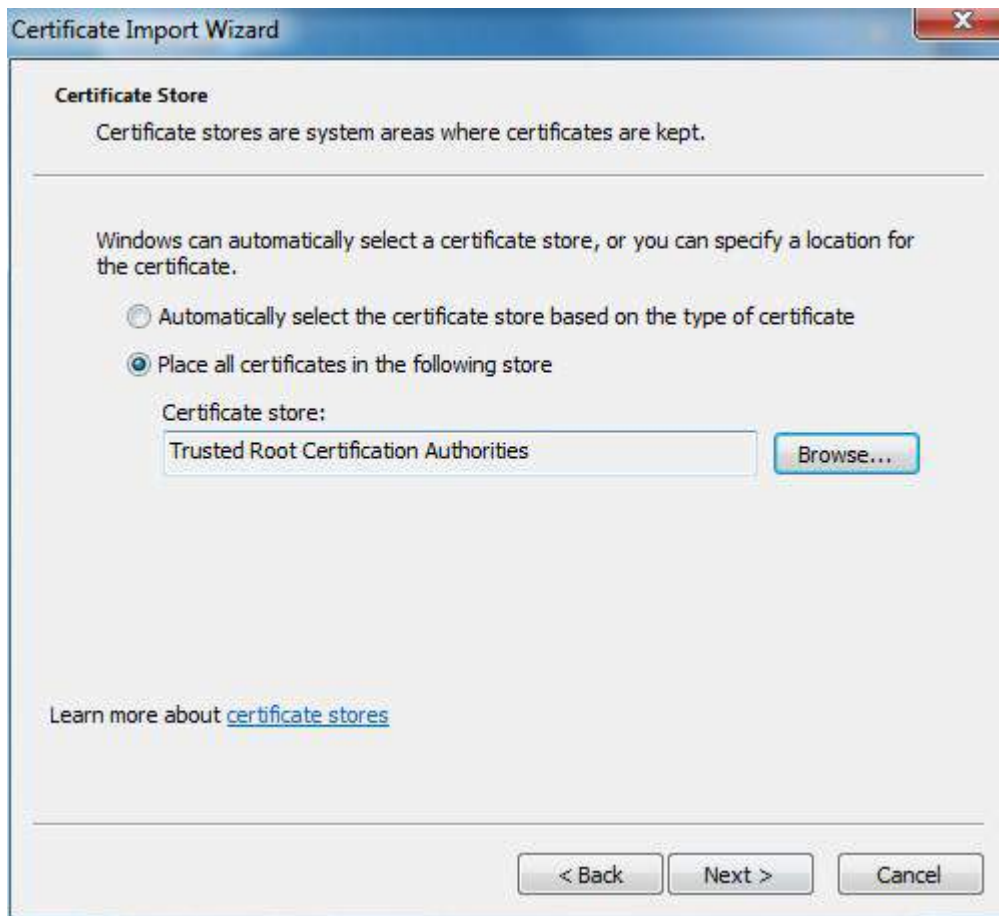 Certificate Import Wizard
Certificate Store
Certificate stores are system areas where certificates are kept.
Windows can automatically select a certificate store, or you can specify a location for
the certificate.
Automatically select the certificate store based on the type of certificate
Place all certificates in the following store
Certificate store:
Trusted Root Certification Authorities
Browse...
Learn more about certificate stores
< Back
Next >
Cancel